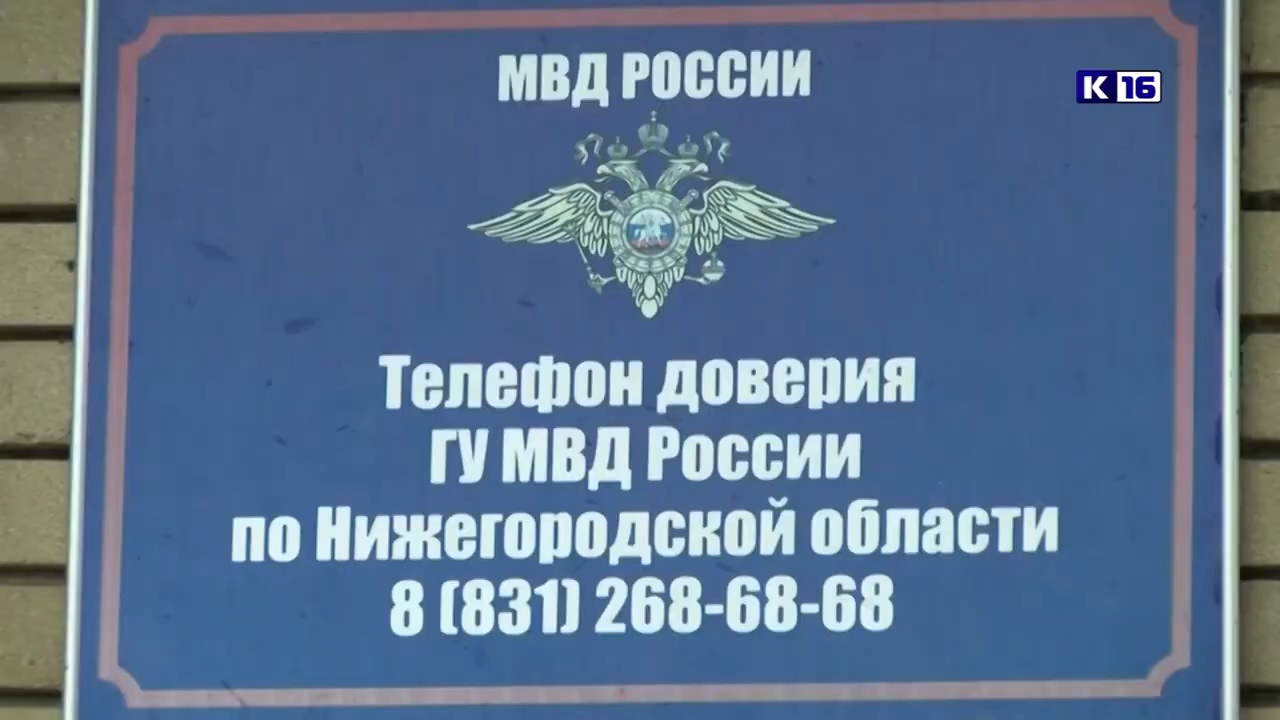 МВД РОССИИ
К 16
Телефон доверия
ГУ МВД России
по Нижегородской области
8 (831) 268-68-68